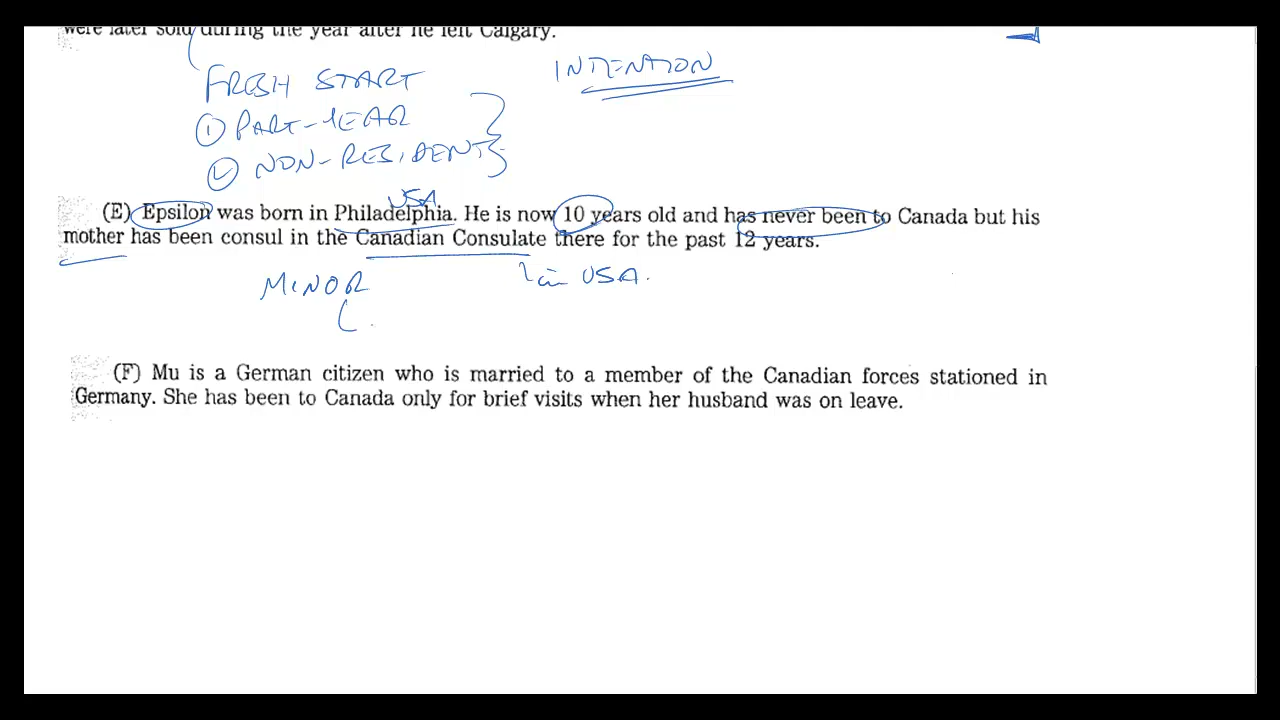 were later sold during the year after he left Calgary.
FRESH START
INTENTION
① PART-YEAR
② NON-RESIDENTS
USA
(E) Epsilon was born in Philadelphia. He is now 10 years old and has never been to Canada but his
mother has been consul in the Canadian Consulate there for the past 12 years.
MINOR
in USA.
(F) Mu is a German citizen who is married to a member of the Canadian forces stationed in
Germany. She has been to Canada only for brief visits when her husband was on leave.